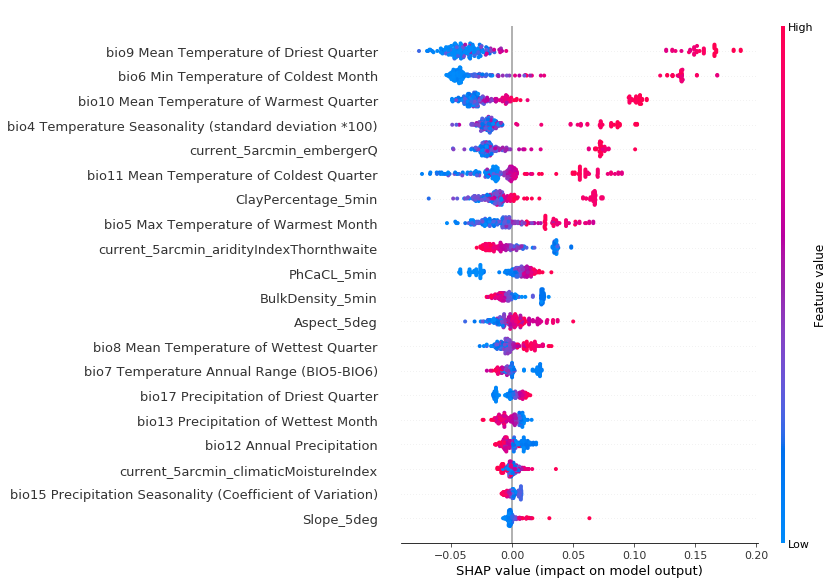 High
bio9 Mean Temperature of Driest Quarter
bio6 Min Temperature of Coldest Month
bio10 Mean Temperature of Warmest Quarter
bio4 Temperature Seasonality (standard deviation *100)
current_5arcmin_embergerQ
bio11 Mean Temperature of Coldest Quarter
ClayPercentage_5min
bio5 Max Temperature of Warmest Month
current_5arcmin_aridityIndexThornthwaite
PhCaCL_5min
BulkDensity_5min
Aspect_5deg
bio8 Mean Temperature of Wettest Quarter
bio7 Temperature Annual Range (BIO5-BIO6)
bio17 Precipitation of Driest Quarter
bio13 Precipitation of Wettest Month
bio12 Annual Precipitation
current_5arcmin_climaticMoistureIndex
bio15 Precipitation Seasonality (Coefficient of Variation)
Slope_5deg
Feature value
Low
−0.05 0.00 0.05 0.10 0.15 0.20
SHAP value (impact on model output)